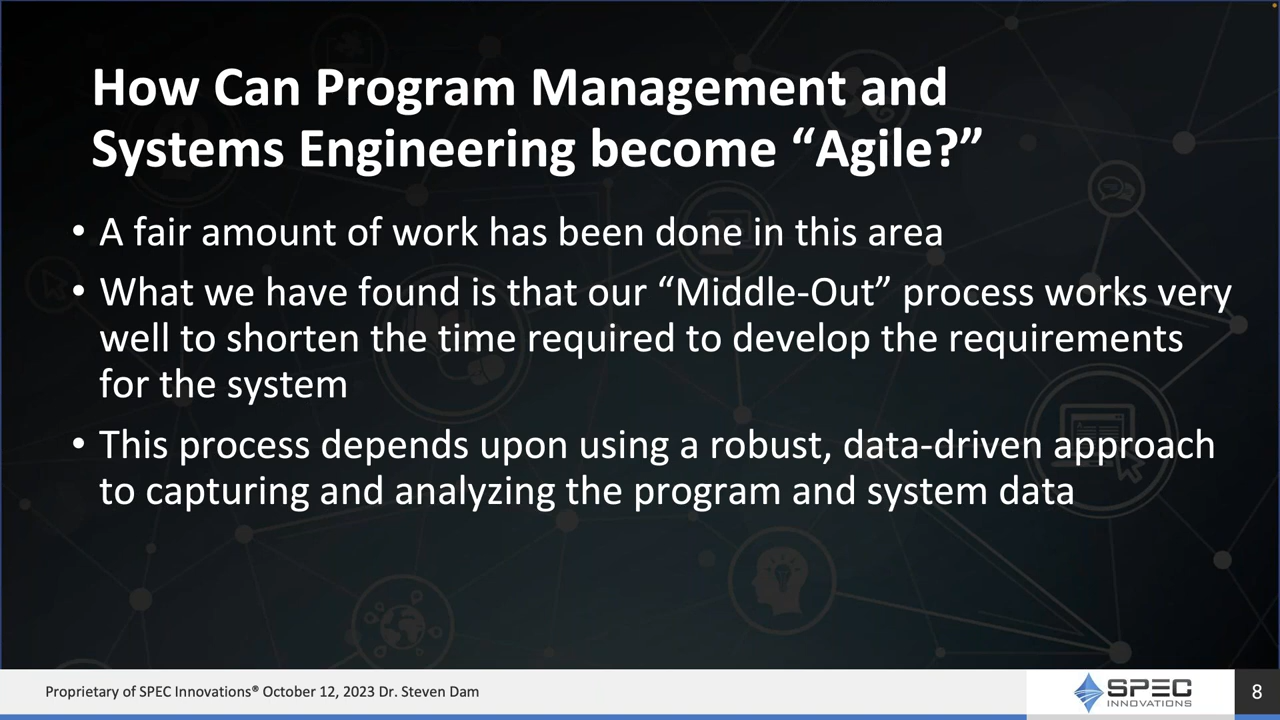 How Can Program Management and
Systems Engineering become “Agile?”
• A fair amount of work has been done in this area
• What we have found is that our “Middle-Out” process works very
well to shorten the time required to develop the requirements
for the system
• This process depends upon using a robust, data-driven approach
to capturing and analyzing the program and system data
Proprietary of SPEC Innovations® October 12, 2023 Dr. Steven Dam
SPEC
INNOVATIONS
8